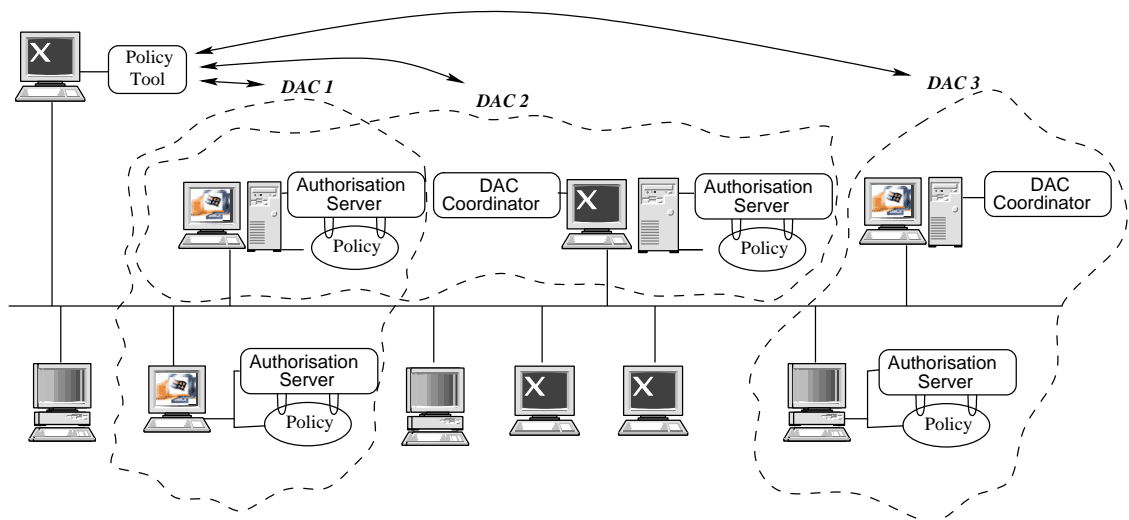 X
Policy
Tool
DAC 1
DAC 2
DAC 3
Authorisation
Server
Policy
DAC
Coordinator
X
Authorisation
Server
Policy
DAC
Coordinator
Authorisation
Server
Policy
X
X
Authorisation
Server
Policy